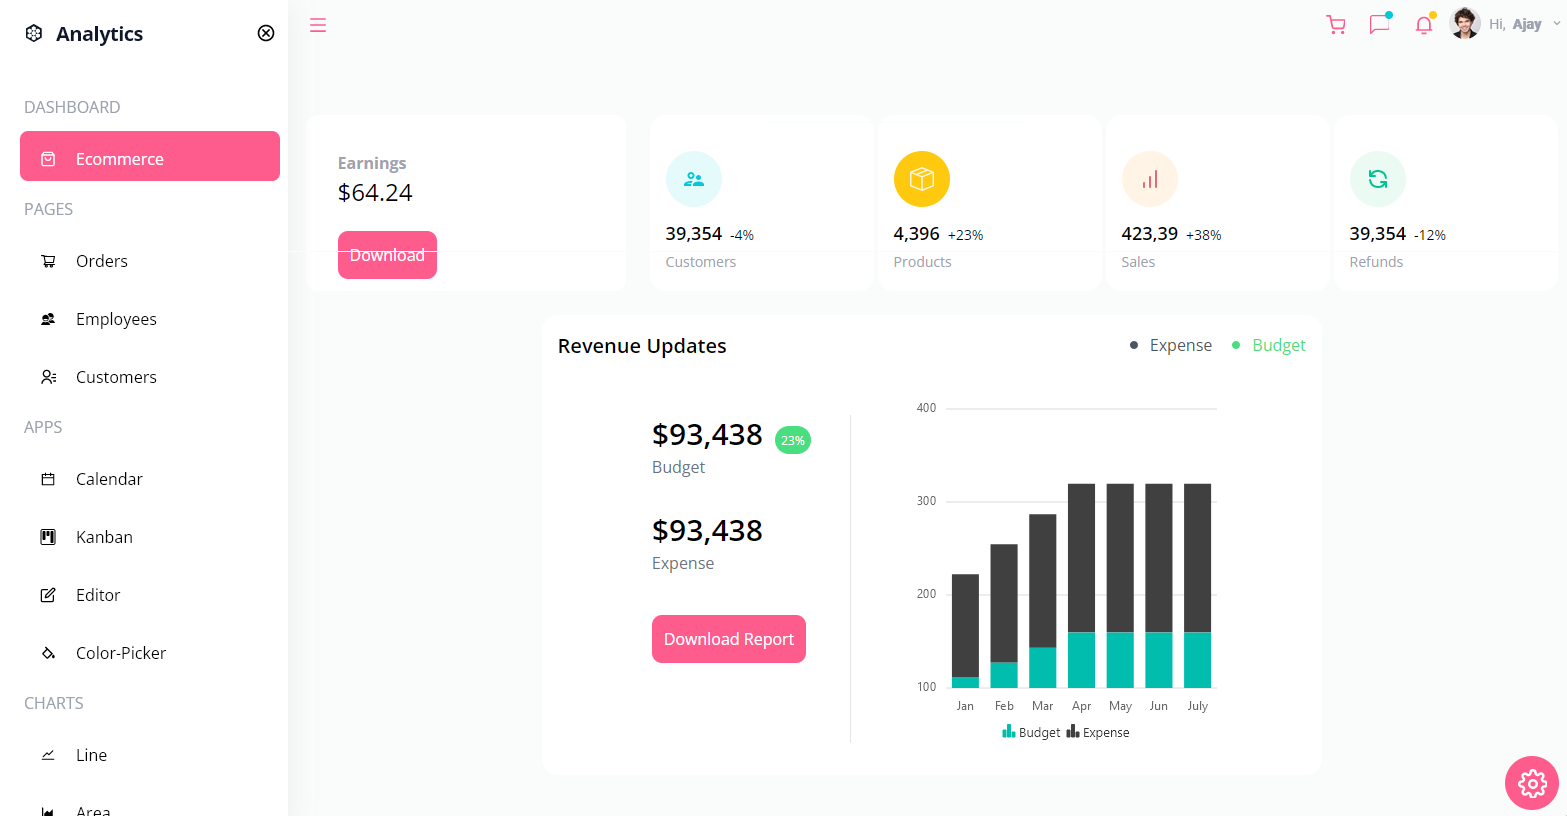 Analytics
Hi, Ajay
DASHBOARD
Ecommerce
PAGES
Orders
Employees
Customers
APPS
Calendar
Kanban
Editor
Color-Picker
CHARTS
Line
Area
Earnings
$64.24
Download
39,354 -4%
Customers
4,396 +23%
Products
423,39 +38%
Sales
39,354 -12%
Refunds
Revenue Updates
Expense Budget
$93,438 23%
Budget
$93,438
Expense
Download Report
400
300
200
100
Jan Feb Mar Apr May Jun July
Budget Expense